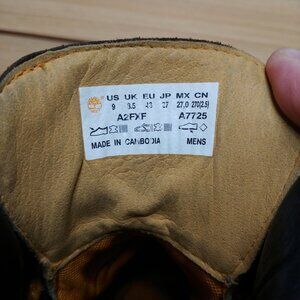 US UK EU JP MX CN
9 8.5 43 27 27.0 270(2.5)
A2FXF A7725
MADE IN CAMBODIA MENS